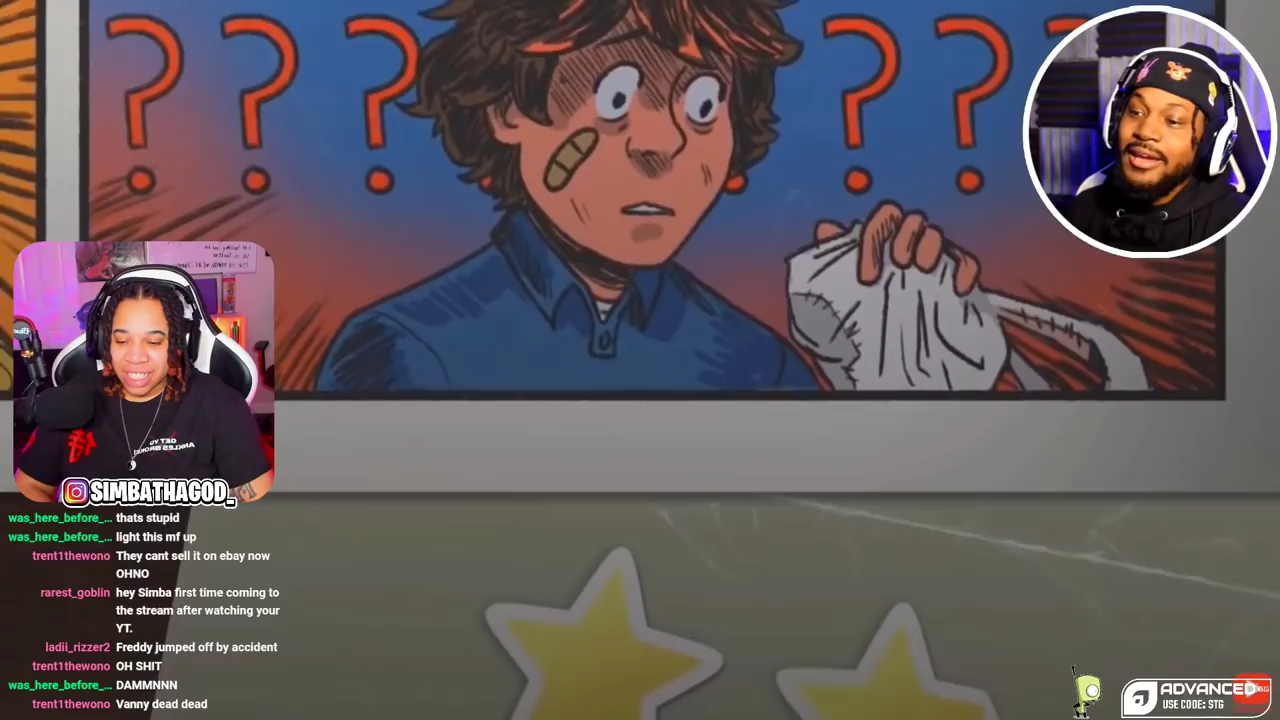 ? ? ? ? ?
SIMBATHAGOD_
was_here_before_... thats stupid
was_here_before_... light this mf up
trent1thewono They cant sell it on ebay now
OHNO
rarest_goblin hey Simba first time coming to
the stream after watching your
YT.
ladii_rizzer2 Freddy jumped off by accident
trent1thewono OH SHIT
was_here_before_... DAMMNNN
trent1thewono Vanny dead dead
ADVANCED
USE CODE: STG